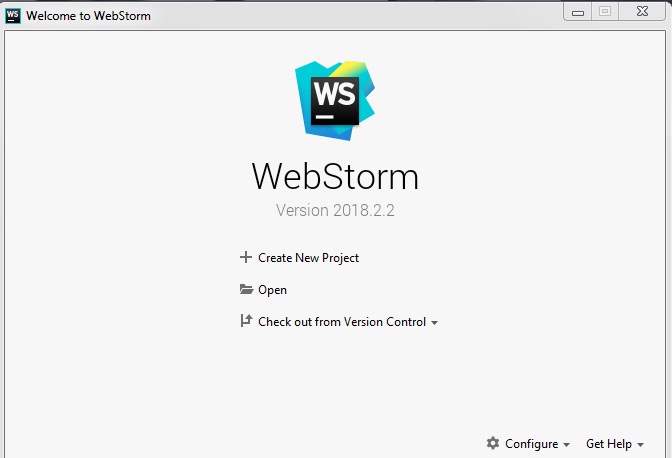 Welcome to WebStorm
WS
WebStorm
Version 2018.2.2
Create New Project
Open
Check out from Version Control
Configure
Get Help